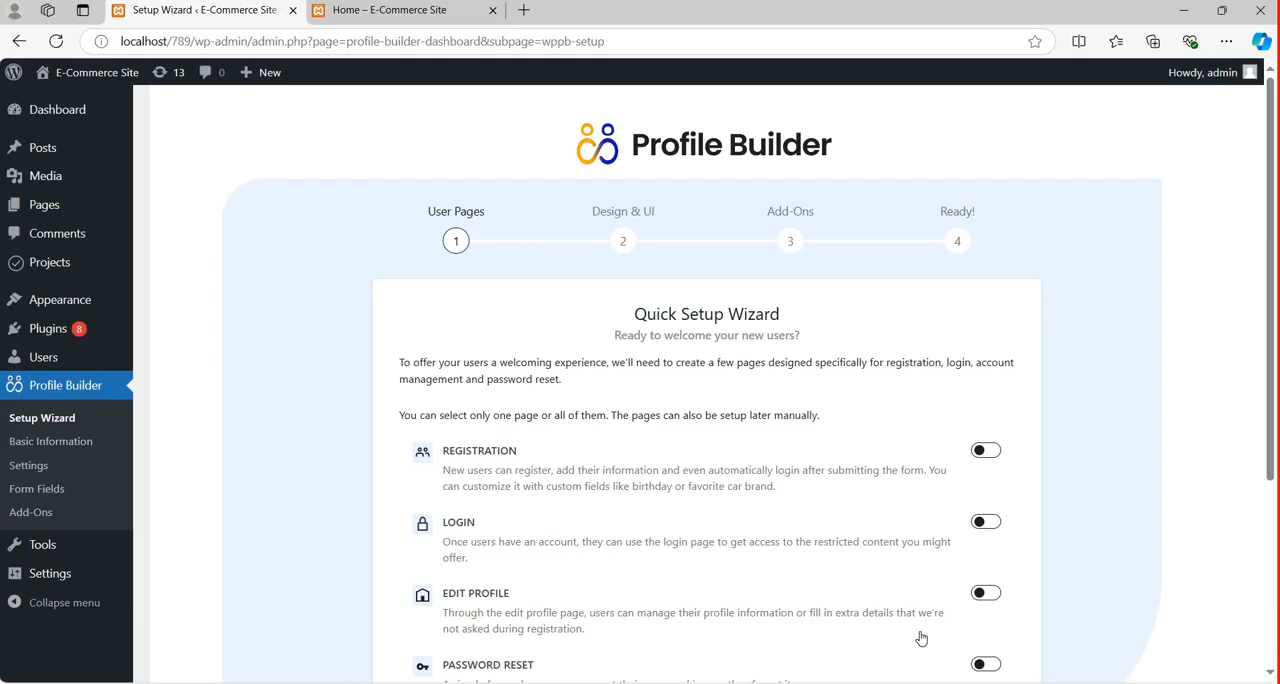 Setup Wizard ‹ E-Commerce Site
Home – E-Commerce Site
localhost/789/wp-admin/admin.php?page=profile-builder-dashboard&subpage=wppb-setup
E-Commerce Site 13 0 New
Howdy, admin
Dashboard
Posts
Media
Pages
Comments
Projects
Appearance
Plugins 8
Users
Profile Builder
Setup Wizard
Basic Information
Settings
Form Fields
Add-Ons
Tools
Settings
Collapse menu
Profile Builder
User Pages Design & UI Add-Ons Ready!
1 2 3 4
Quick Setup Wizard
Ready to welcome your new users?
To offer your users a welcoming experience, we'll need to create a few pages designed specifically for registration, login, account
management and password reset.
You can select only one page or all of them. The pages can also be setup later manually.
REGISTRATION
New users can register, add their information and even automatically login after submitting the form. You
can customize it with custom fields like birthday or favorite car brand.
LOGIN
Once users have an account, they can use the login page to get access to the restricted content you might
offer.
EDIT PROFILE
Through the edit profile page, users can manage their profile information or fill in extra details that we're
not asked during registration.
PASSWORD RESET